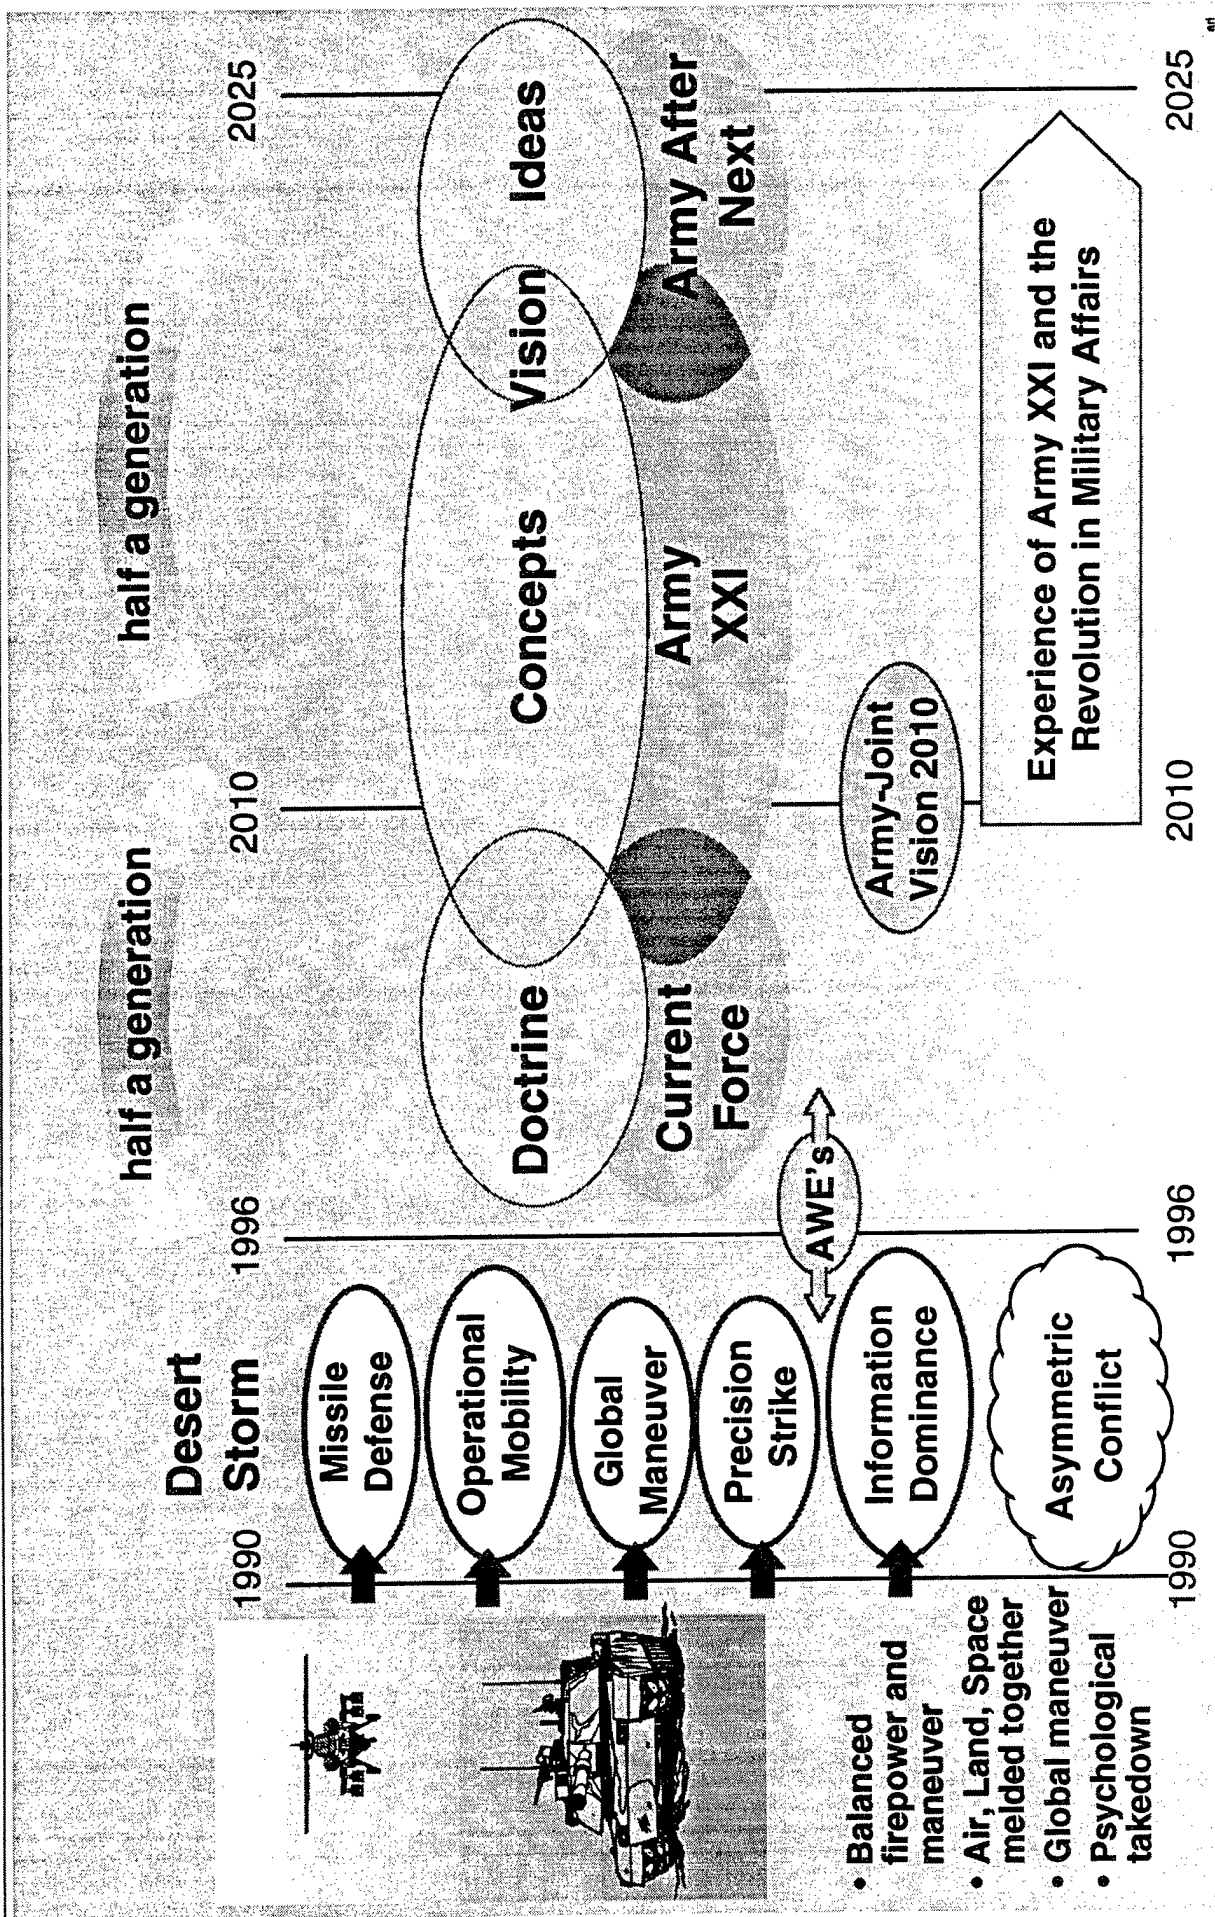 half a generation
half a generation
Desert
Storm
1990
1996
2010
2025
Missile
Defense
Operational
Mobility
Global
Maneuver
Precision
Strike
Information
Dominance
Asymmetric
Conflict
AWE's
Doctrine
Concepts
Vision
Ideas
Current
Force
Army
XXI
Army After
Next
Army-Joint
Vision 2010
Experience of Army XXI and the
Revolution in Military Affairs
• Balanced
firepower and
maneuver
• Air, Land, Space
melded together
• Global maneuver
• Psychological
takedown
1990
1996
2010
2025
art